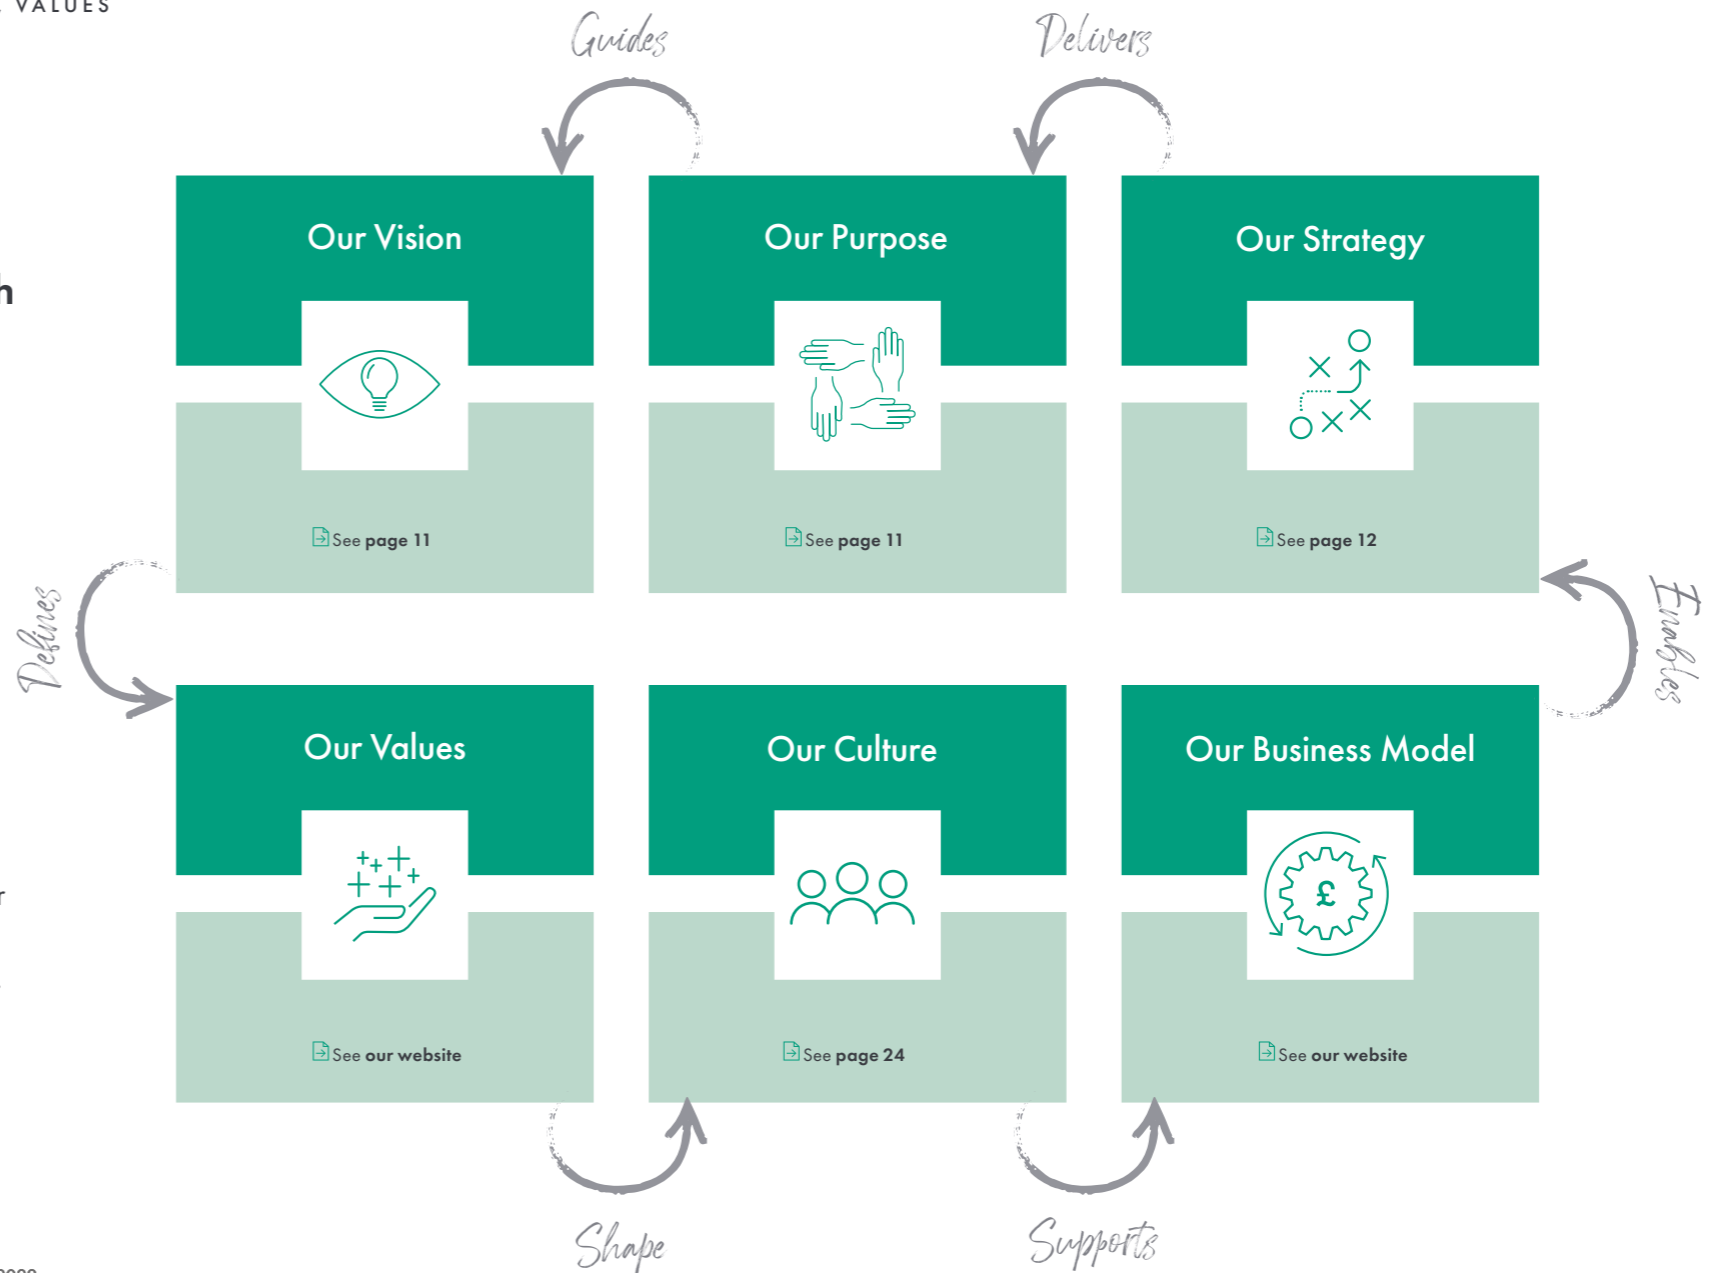 VALUES
Guides
Delivers
Our Vision
Our Purpose
Our Strategy
See page 11
See page 11
See page 12
Defines
Enables
Our Values
Our Culture
Our Business Model
£
See our website
See page 24
See our website
Shape
Supports